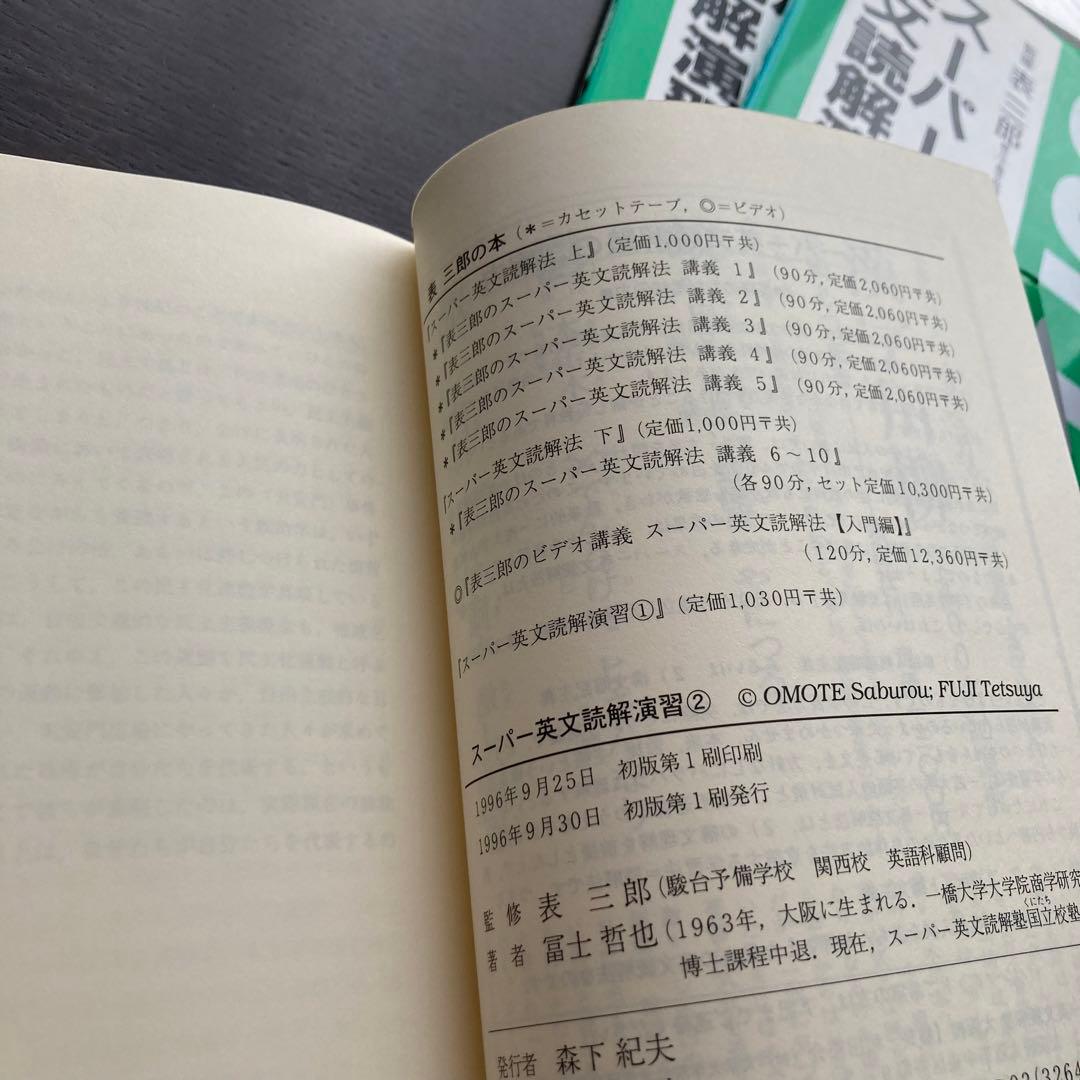 スーパー
文読解
表 三郎
解演
表 三郎の本（＊＝カセットテープ，◎＝ビデオ）
『スーパー英文読解法 上』（定価1,000円〒共）
＊『表三郎のスーパー英文読解法 講義 1』（90分，定価2,060円〒共）
＊『表三郎のスーパー英文読解法 講義 2』（90分，定価2,060円〒共）
＊『表三郎のスーパー英文読解法 講義 3』（90分，定価2,060円〒共）
＊『表三郎のスーパー英文読解法 講義 4』（90分，定価2,060円〒共）
＊『表三郎のスーパー英文読解法 講義 5』（90分，定価2,060円〒共）
『スーパー英文読解法 下』（定価1,000円〒共）
＊『表三郎のスーパー英文読解法 講義 6～10』
（各90分，セット定価10,300円〒共）
◎『表三郎のビデオ講義 スーパー英文読解法【入門編】』
（120分，定価12,360円〒共）
『スーパー英文読解演習①』（定価1,030円〒共）
スーパー英文読解演習② © OMOTE Saburou; FUJI Tetsuya
1996年9月25日 初版第1刷印刷
1996年9月30日 初版第1刷発行
監 修 表 三郎（駿台予備学校 関西校 英語科顧問）
著 者 冨士 哲也（1963年，大阪に生まれる．一橋大学大学院商学研究
くにたち
博士課程中退．現在，スーパー英文読解塾国立校塾
発行者 森下 紀夫